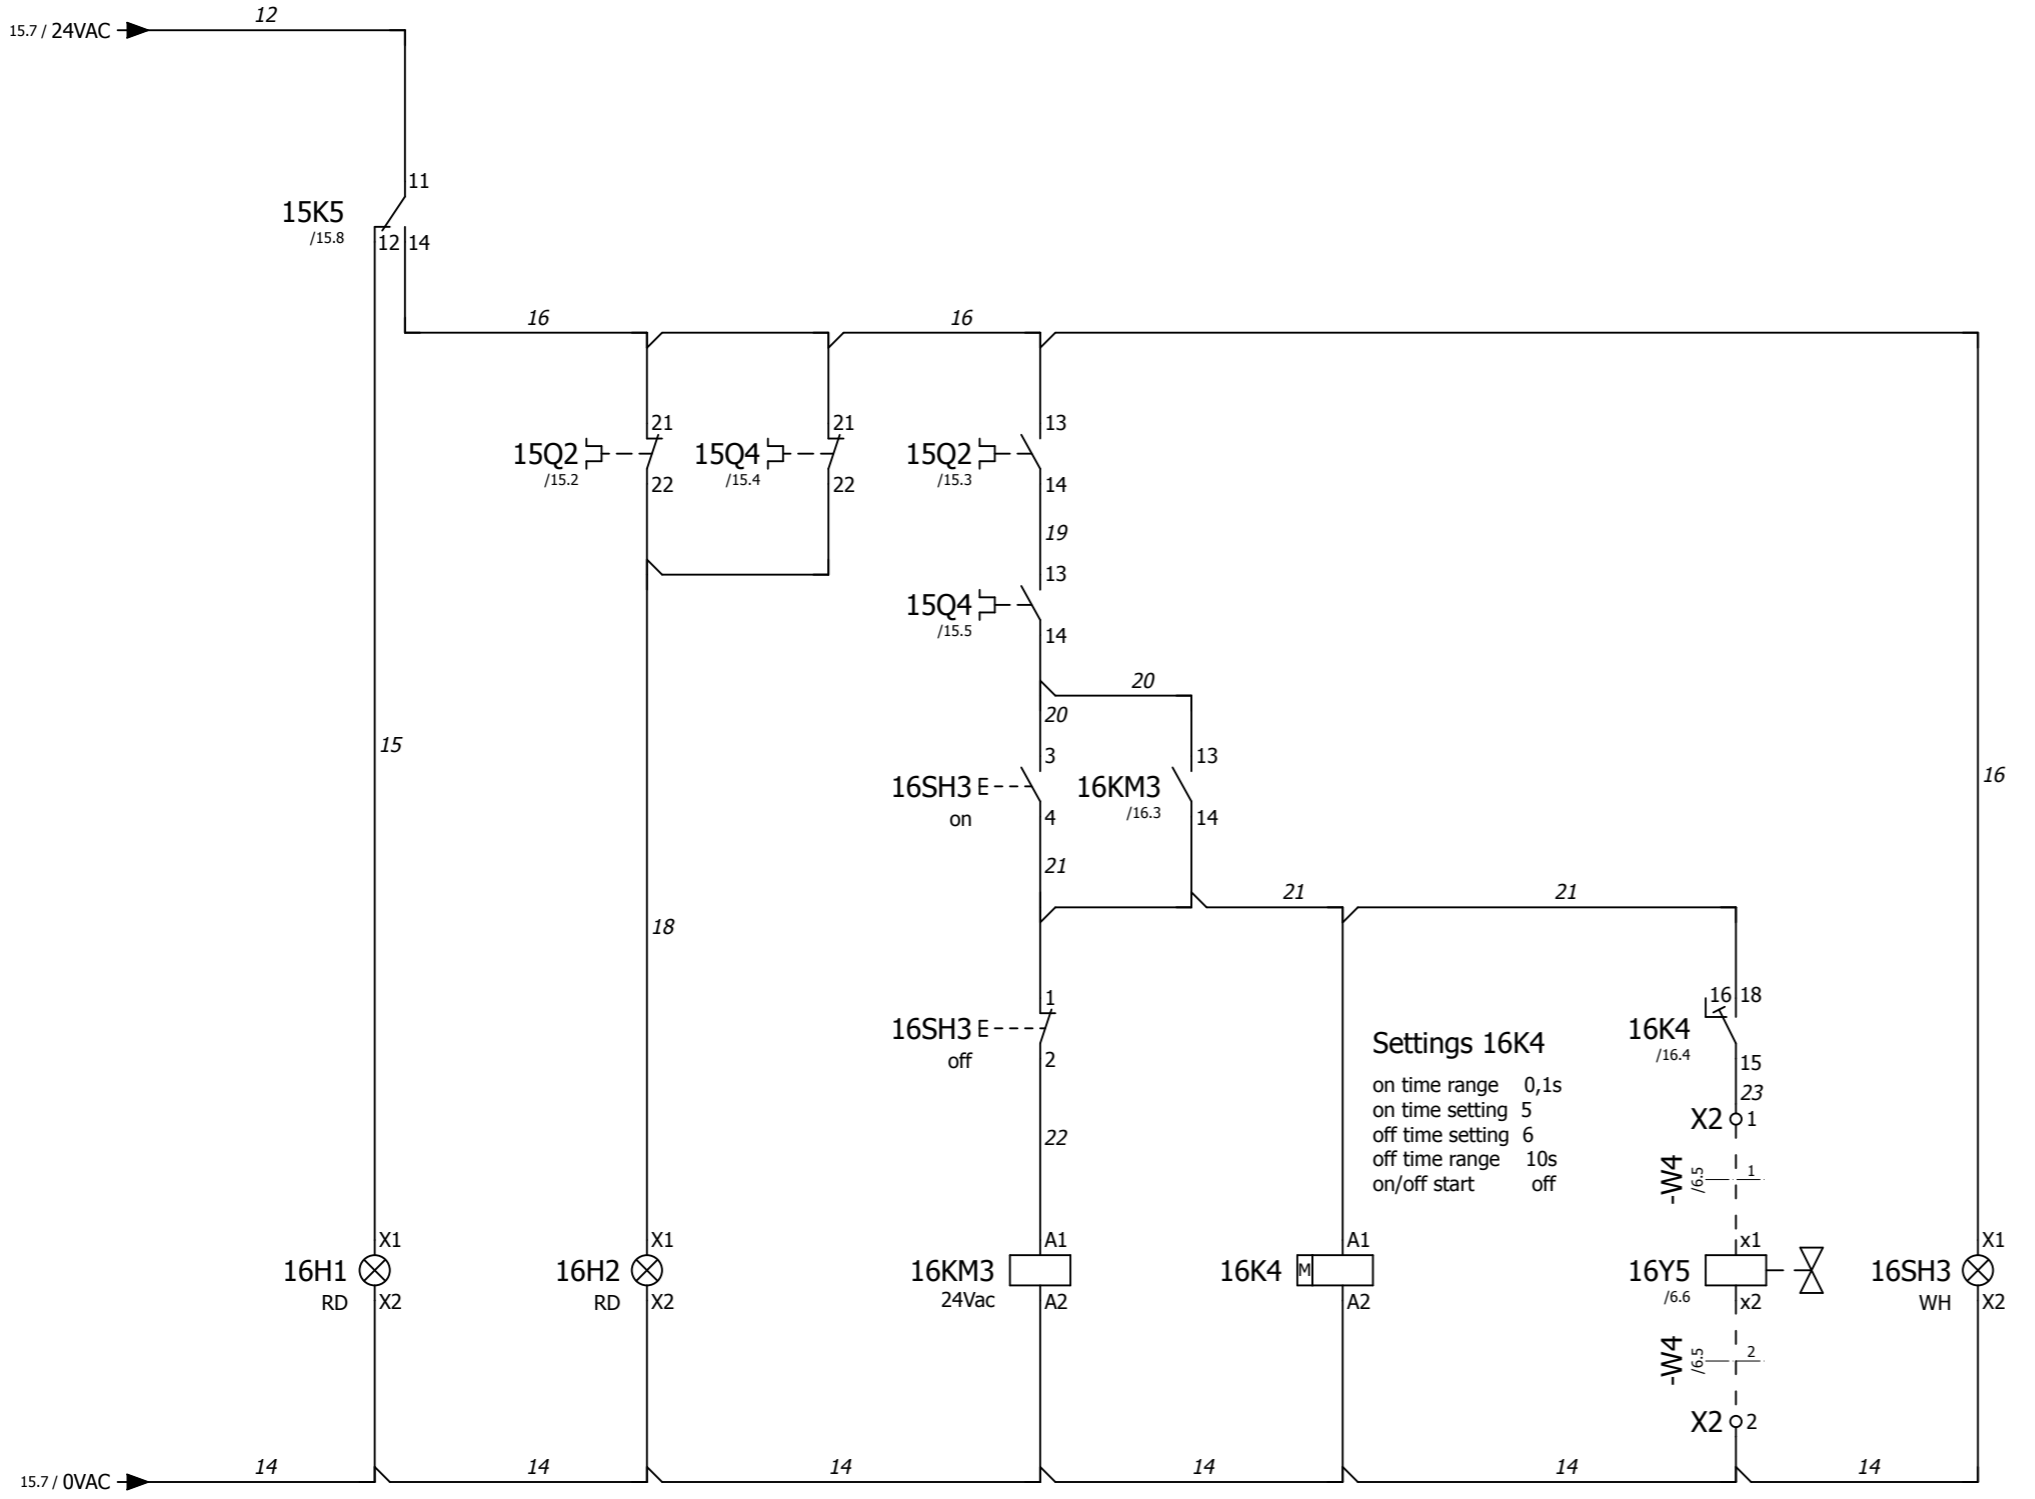 12
15.7 / 24VAC
11
15K5
/15.8
12 14
16 16
21 21 13
15Q2 15Q4 15Q2
/15.2 /15.4 /15.3
22 22 14
19
13
15Q4
/15.5
14
20
20
15
3 13
16SH3 E 16KM3
on /16.3
4 14
16
21
21 21
18
1
16SH3 E
off
2
22
16 18
16K4
/16.4
15
23
Settings 16K4
on time range 0,1s
on time setting 5
off time setting 6
off time range 10s
on/off start off
X2 1
-W4 /6.5 1
X1 X1 A1 A1 x1 X1
16H1 16H2 16KM3 16K4 M 16Y5 16SH3
RD RD 24Vac /6.6 WH
X2 X2 A2 A2 x2 X2
-W4 /6.5 2
X2 2
14 14 14 14 14 14
15.7 / 0VAC